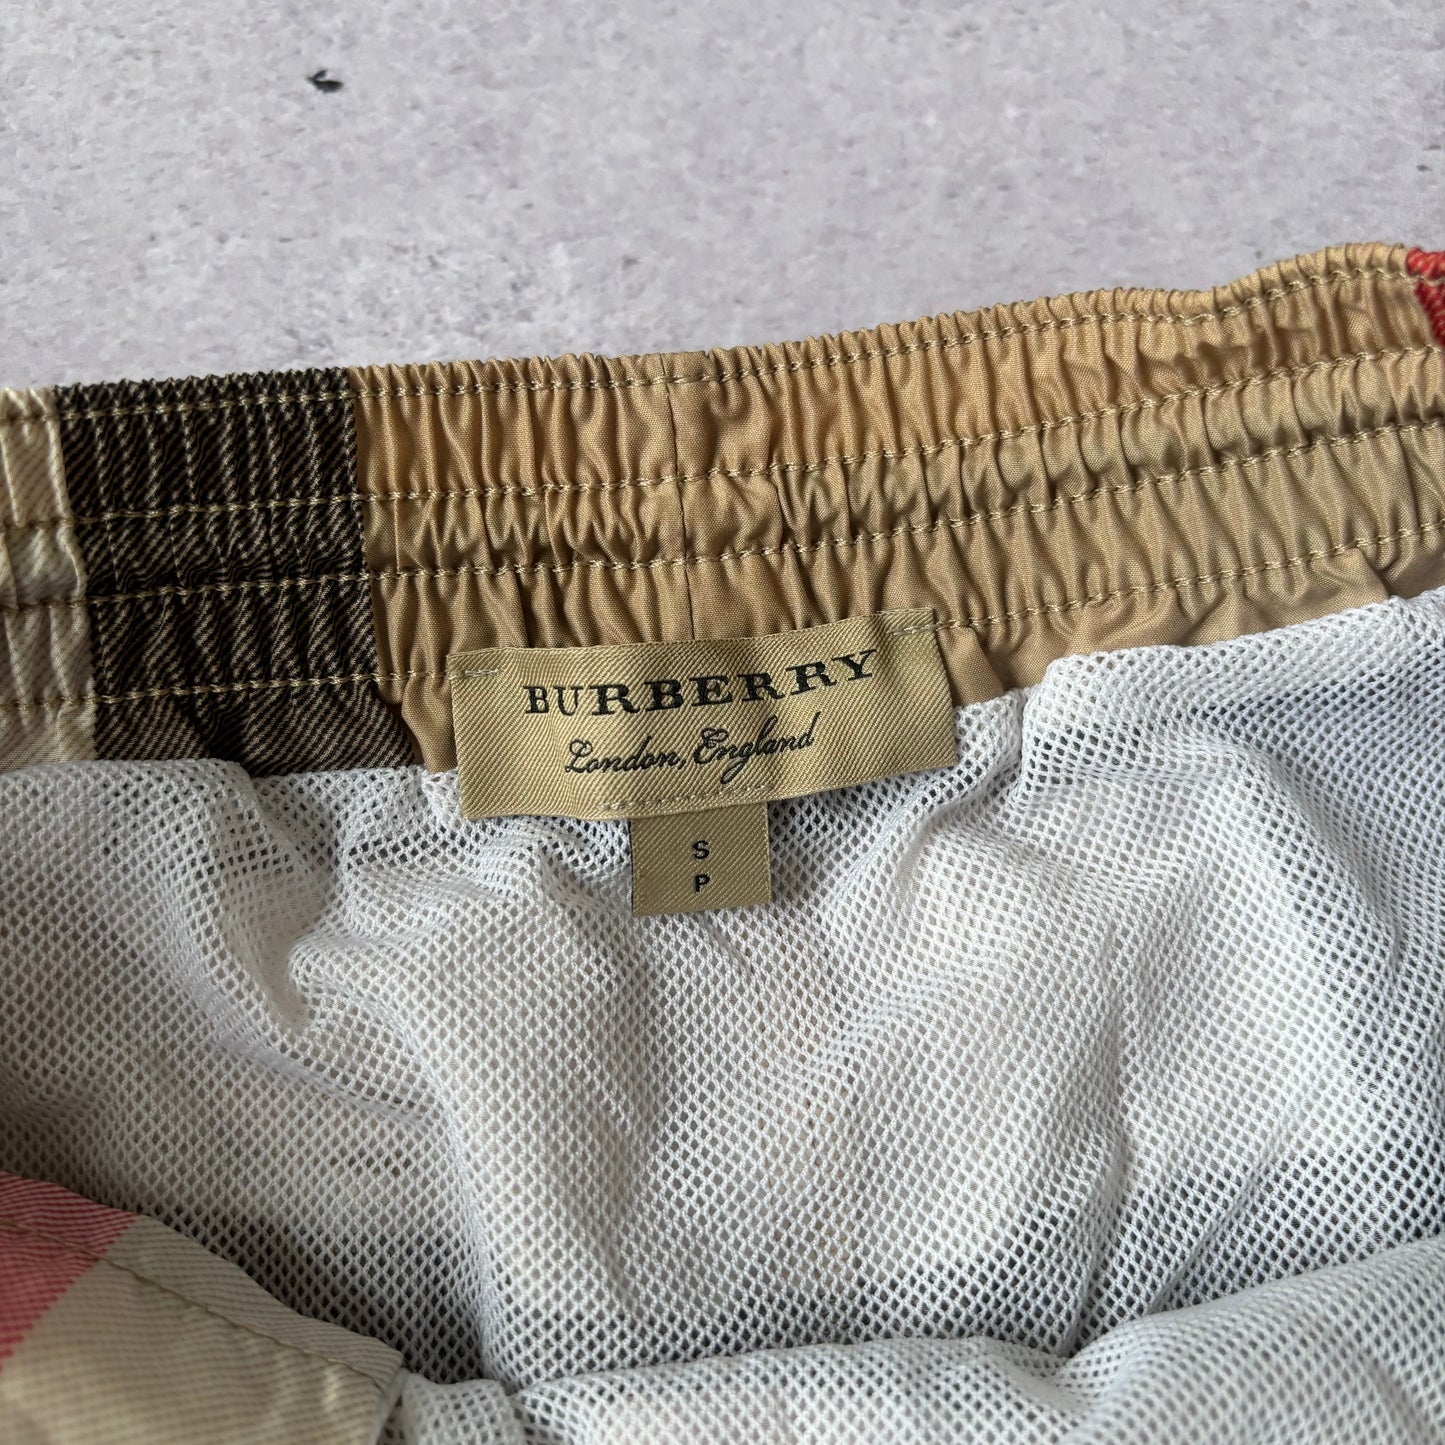 BURBERRY
London, England
S
P